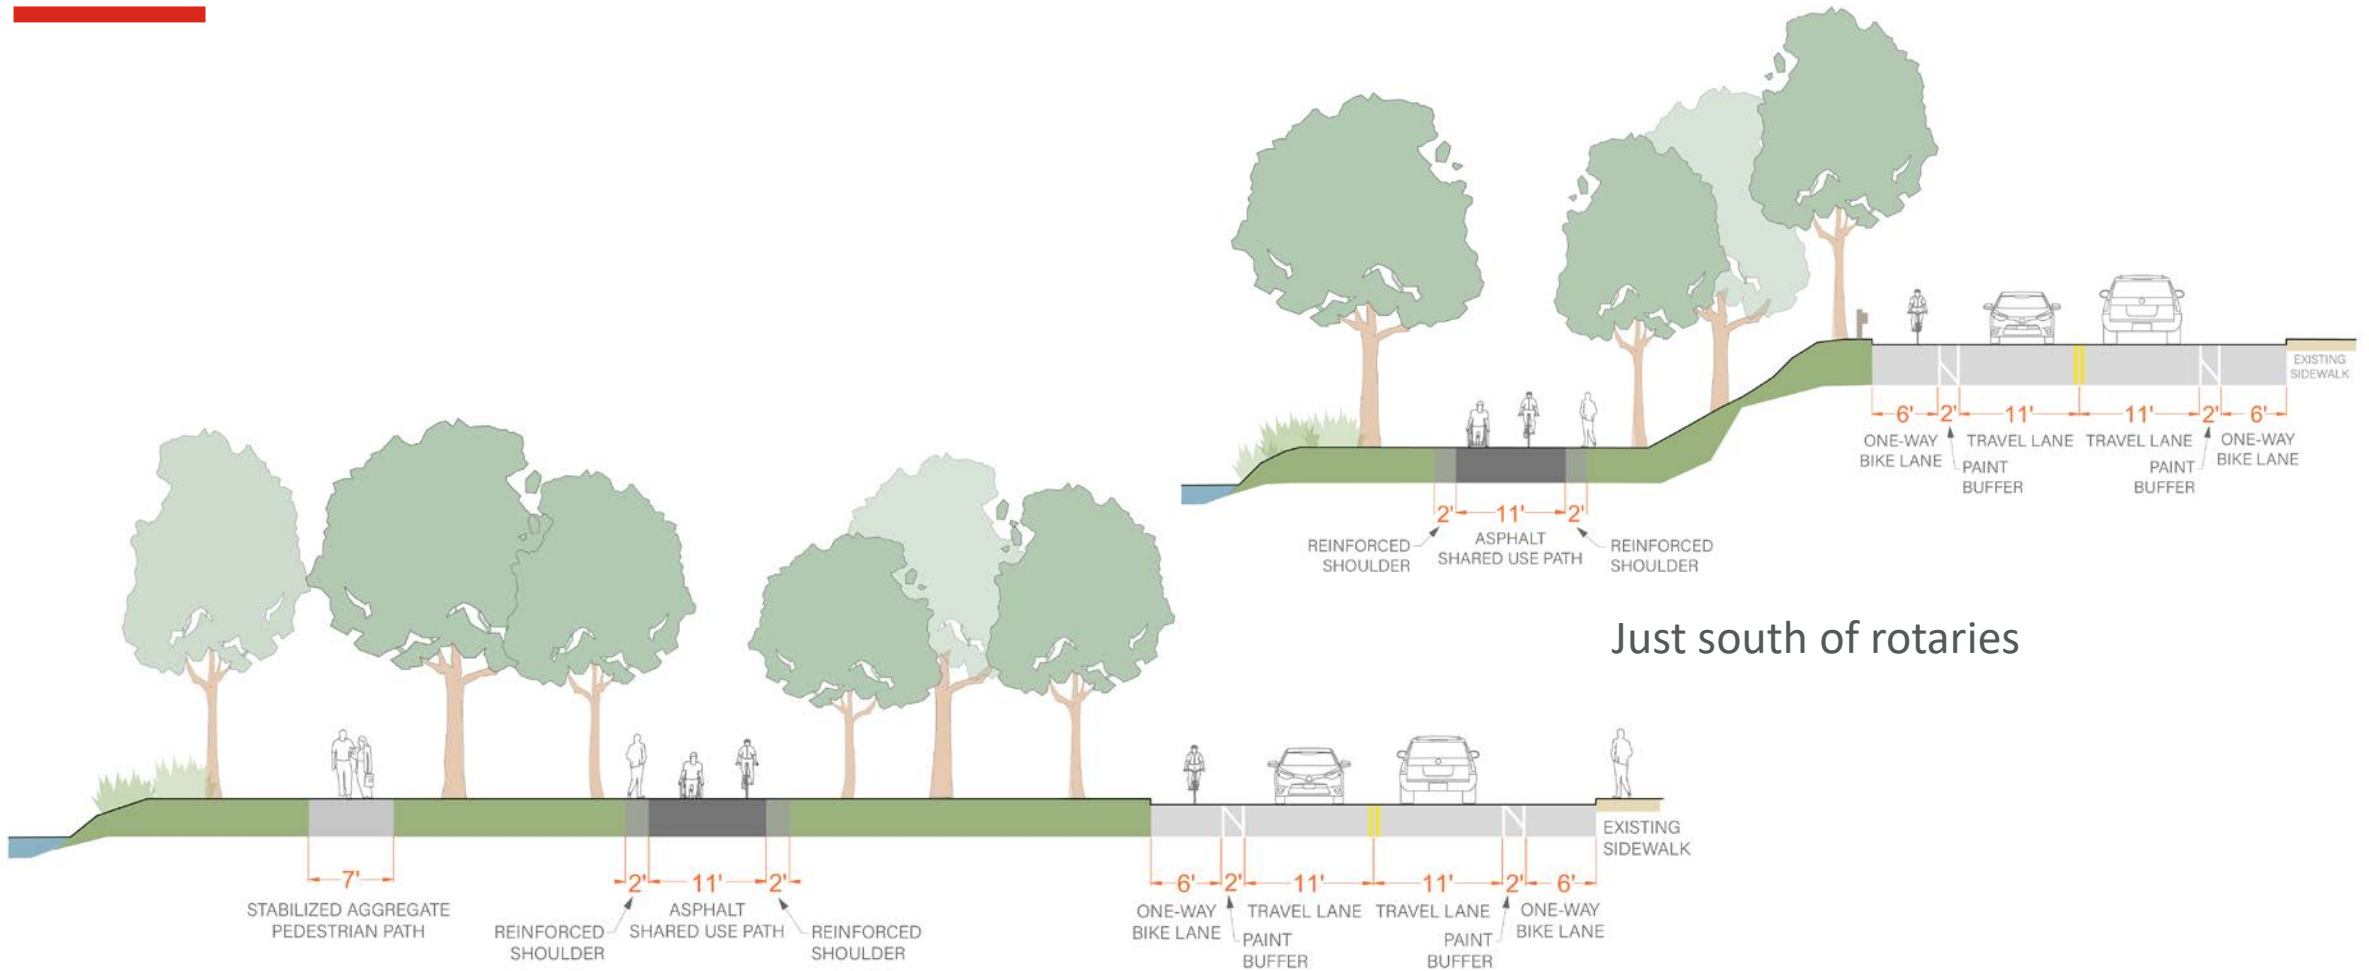 EXISTING
SIDEWALK
6' 2' 11' 11' 2' 6'
ONE-WAY
BIKE LANE
PAINT
BUFFER
TRAVEL LANE
TRAVEL LANE
PAINT
BUFFER
ONE-WAY
BIKE LANE
2' 11' 2'
REINFORCED
SHOULDER
ASPHALT
SHARED USE PATH
REINFORCED
SHOULDER
Just south of rotaries
EXISTING
SIDEWALK
7'
STABILIZED AGGREGATE
PEDESTRIAN PATH
2' 11' 2'
REINFORCED
SHOULDER
ASPHALT
SHARED USE PATH
REINFORCED
SHOULDER
6' 2' 11' 11' 2' 6'
ONE-WAY
BIKE LANE
PAINT
BUFFER
TRAVEL LANE
TRAVEL LANE
PAINT
BUFFER
ONE-WAY
BIKE LANE